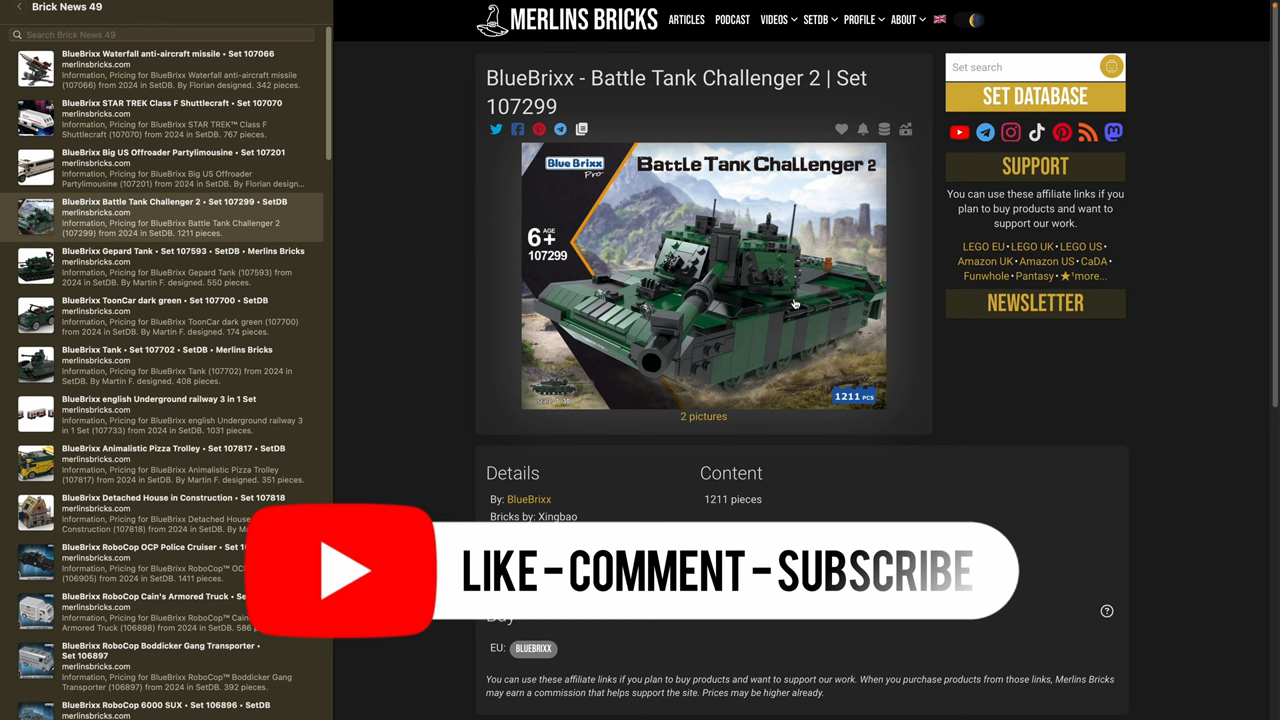 Brick News 49
Search Brick News 49
BlueBrixx Waterfall anti-aircraft missile • Set 107066
merlinsbricks.com
Information, Pricing for BlueBrixx Waterfall anti-aircraft missile
(107066) from 2024 in SetDB. By Florian designed. 342 pieces.
BlueBrixx STAR TREK Class F Shuttlecraft • Set 107070
merlinsbricks.com
Information, Pricing for BlueBrixx STAR TREK™ Class F
Shuttlecraft (107070) from 2024 in SetDB. 767 pieces.
BlueBrixx Big US Offroader Partylimousine • Set 107201
merlinsbricks.com
Information, Pricing for BlueBrixx Big US Offroader
Partylimousine (107201) from 2024 in SetDB. By Florian design...
BlueBrixx Battle Tank Challenger 2 • Set 107299 • SetDB
merlinsbricks.com
Information, Pricing for BlueBrixx Battle Tank Challenger 2
(107299) from 2024 in SetDB. 1211 pieces.
BlueBrixx Gepard Tank • Set 107593 • SetDB • Merlins Bricks
merlinsbricks.com
Information, Pricing for BlueBrixx Gepard Tank (107593) from
2024 in SetDB. By Martin F. designed. 550 pieces.
BlueBrixx ToonCar dark green • Set 107700 • SetDB
merlinsbricks.com
Information, Pricing for BlueBrixx ToonCar dark green (107700)
from 2024 in SetDB. By Martin F. designed. 174 pieces.
BlueBrixx Tank • Set 107702 • SetDB • Merlins Bricks
merlinsbricks.com
Information, Pricing for BlueBrixx Tank (107702) from 2024 in
SetDB. By Martin F. designed. 408 pieces.
BlueBrixx english Underground railway 3 in 1 Set
merlinsbricks.com
Information, Pricing for BlueBrixx english Underground railway 3
in 1 Set (107733) from 2024 in SetDB. 1031 pieces.
BlueBrixx Animalistic Pizza Trolley • Set 107817 • SetDB
merlinsbricks.com
Information, Pricing for BlueBrixx Animalistic Pizza Trolley
(107817) from 2024 in SetDB. By Martin F. designed. 351 pieces.
BlueBrixx Detached House in Construction • Set 107818
merlinsbricks.com
Information, Pricing for BlueBrixx Detached House in
Construction (107818) from 2024 in SetDB. By Martin F.
BlueBrixx RoboCop OCP Police Cruiser • Set 1
merlinsbricks.com
Information, Pricing for BlueBrixx RoboCop™ OC
(106905) from 2024 in SetDB. 1411 pieces.
BlueBrixx RoboCop Cain's Armored Truck • Se
merlinsbricks.com
Information, Pricing for BlueBrixx RoboCop™ Cain
Armored Truck (106898) from 2024 in SetDB. 586 p
BlueBrixx RoboCop Boddicker Gang Transporter •
Set 106897
merlinsbricks.com
Information, Pricing for BlueBrixx RoboCop™ Boddicker Gang
Transporter (106897) from 2024 in SetDB. 392 pieces.
BlueBrixx RoboCop 6000 SUX • Set 106896 • SetDB
merlinsbricks.com
MERLINS BRICKS
ARTICLES PODCAST VIDEOS SETDB PROFILE ABOUT
BlueBrixx - Battle Tank Challenger 2 | Set
107299
Blue Brixx
Pro
Battle Tank Challenger 2
AGE
6+
107299
SCALE 1:30
1211 PCS
2 pictures
Details
By: BlueBrixx
Bricks by: Xingbao
Content
1211 pieces
LIKE – COMMENT – SUBSCRIBE
Buy
EU: BLUEBRIXX
You can use these affiliate links if you plan to buy products and want to support our work. When you purchase products from those links, Merlins Bricks
may earn a commission that helps support the site. Prices may be higher already.
Set search
SET DATABASE
SUPPORT
You can use these affiliate links if you
plan to buy products and want to
support our work.
LEGO EU • LEGO UK • LEGO US •
Amazon UK • Amazon US • CaDA •
Funwhole • Pantasy • ★¹more...
NEWSLETTER